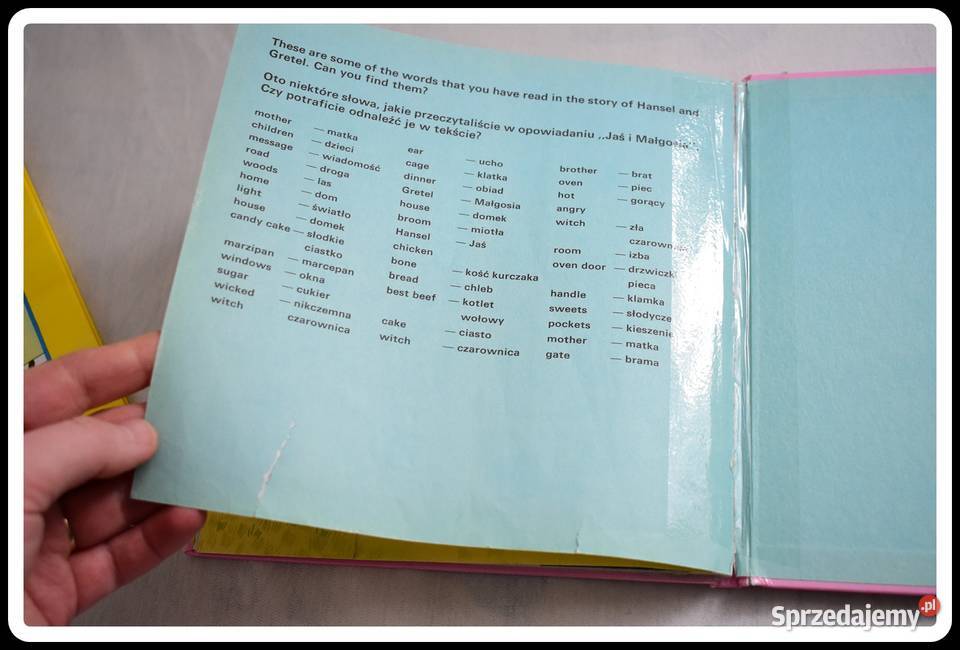 These are some of the words that you have read in the story of Hansel and
Gretel. Can you find them?
Oto niektóre słowa, jakie przeczytaliście w opowiadaniu ,,Jaś i Małgosia".
Czy potraficie odnaleźć je w tekście?
mother — matka
children — dzieci
message — wiadomość
road — droga
woods — las
home — dom
light — światło
house — domek
candy cake — słodkie
ciastko
marzipan — marcepan
windows — okna
sugar — cukier
wicked — nikczemna
witch czarownica
ear — ucho
cage — klatka
dinner — obiad
Gretel — Małgosia
house — domek
broom — miotła
Hansel — Jaś
chicken
bone — kość kurczaka
bread — chleb
best beef — kotlet
wołowy
cake — ciasto
witch — czarownica
brother — brat
oven — piec
hot — gorący
angry
witch — zła
czarownica
room — izba
oven door — drzwiczki
pieca
handle — klamka
sweets — słodycze
pockets — kieszenie
mother — matka
gate — brama
Sprzedajemy.pl